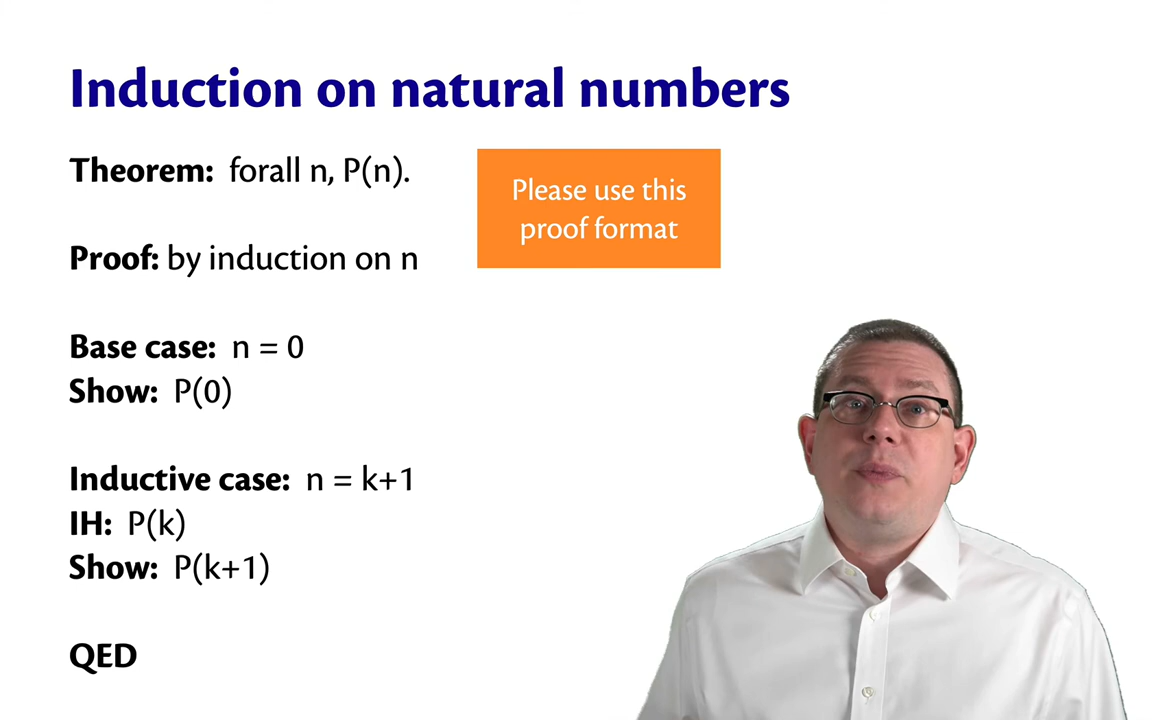 Induction on natural numbers
Theorem: forall n, P(n).
Please use this
proof format
Proof: by induction on n
Base case: n = 0
Show: P(0)
Inductive case: n = k+1
IH: P(k)
Show: P(k+1)
QED